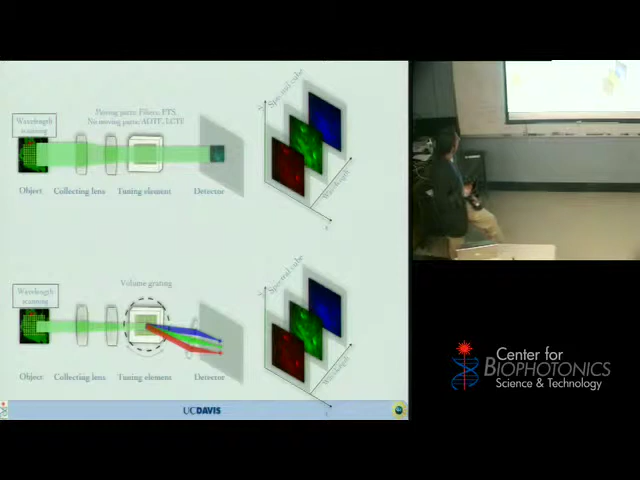 Moving parts: Filters, FTS
No moving parts: AOTF, LCTF
Wavelength
scanning
Object
Collecting lens
Tuning element
Detector
Spectral cube
Wavelength
Volume grating
Wavelength
scanning
Object
Collecting lens
Tuning element
Detector
Spectral cube
Wavelength
UCDAVIS
Center for
BIOPHOTONICS
Science & Technology